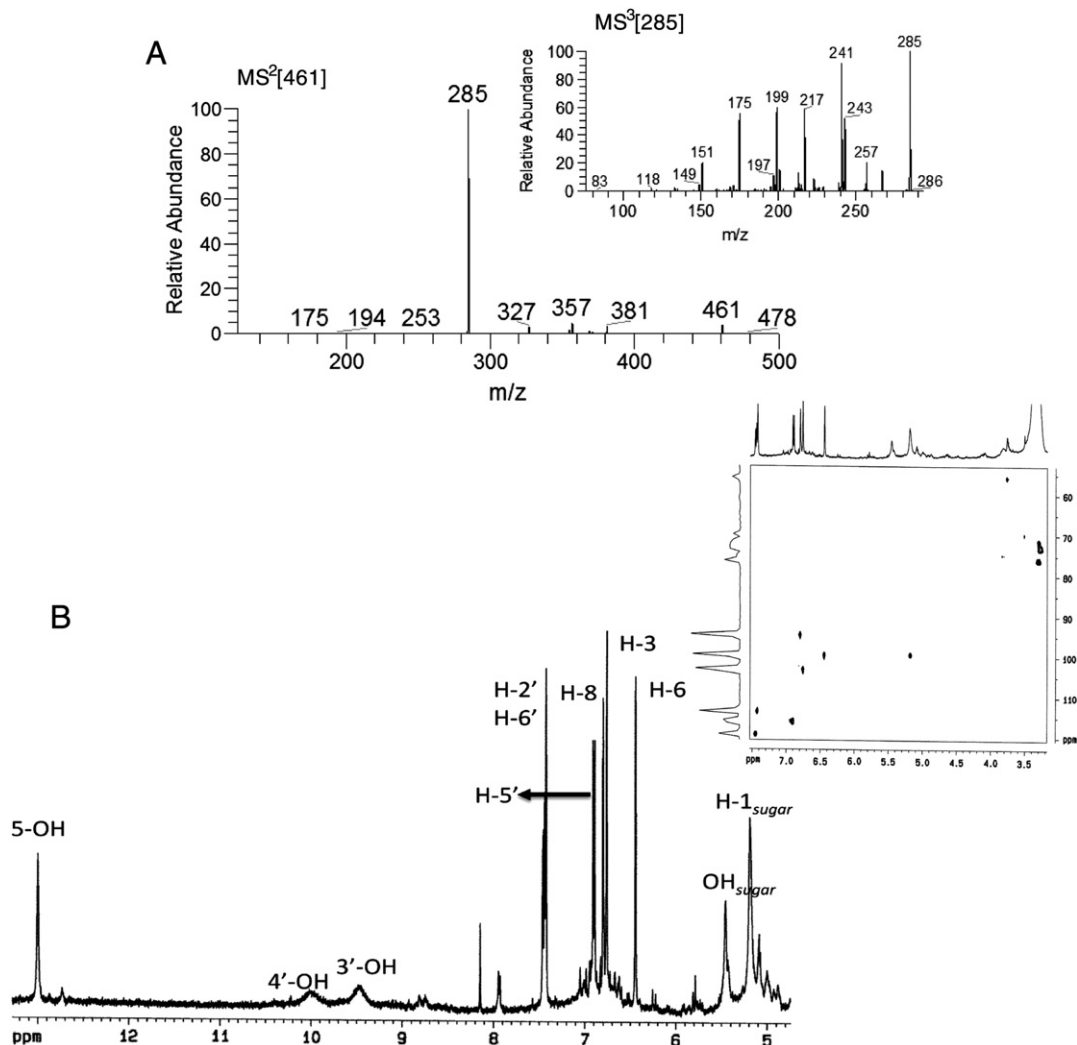 A
MS²[461]
Relative Abundance
100
80
60
40
20
0
285
175
194
253
327
357
381
461
478
200
300
400
500
m/z
MS³[285]
Relative Abundance
100
80
60
40
20
0
83
118
149
151
175
197
199
217
241
243
257
285
286
100
150
200
250
m/z
B
5-OH
4'-OH
3'-OH
H-2'
H-6'
H-5'
H-8
H-3
H-6
OHsugar
H-1sugar
ppm
12
11
10
9
8
7
6
5
60
70
80
90
100
110
ppm
ppm
7.0
6.5
6.0
5.5
5.0
4.5
4.0
3.5